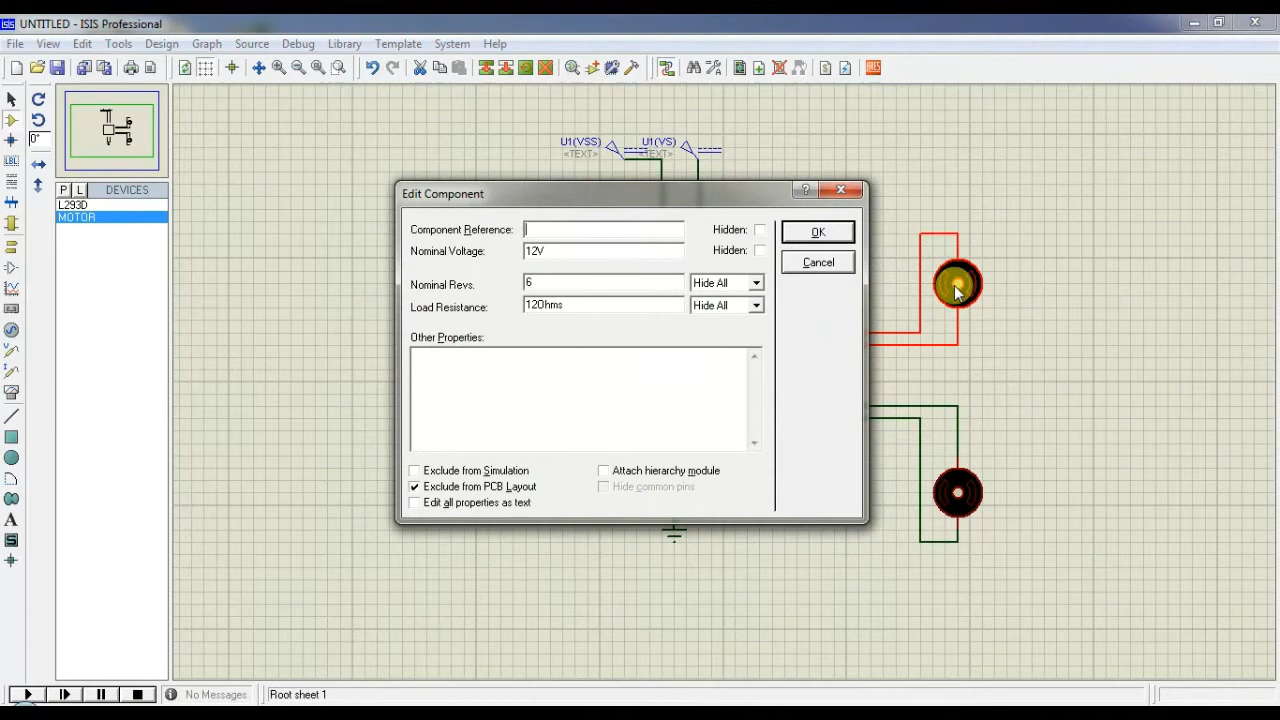 UNTITLED - ISIS Professional
File View Edit Tools Design Graph Source Debug Library Template System Help
0°
LBL
P L DEVICES
L293D
MOTOR
U1(VSS) U1(VS)
<TEXT> <TEXT>
Edit Component
Component Reference: Hidden:
Nominal Voltage: 12V Hidden:
Nominal Revs. 6 Hide All
Load Resistance: 12Ohms Hide All
Other Properties:
OK
Cancel
Exclude from Simulation Attach hierarchy module
Exclude from PCB Layout Hide common pins
Edit all properties as text
No Messages Root sheet 1